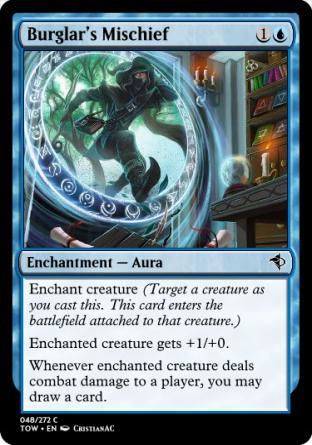 Burglar's Mischief 1
Enchantment — Aura
Enchant creature (Target a creature as
you cast this. This card enters the
battlefield attached to that creature.)
Enchanted creature gets +1/+0.
Whenever enchanted creature deals
combat damage to a player, you may
draw a card.
048/272 C
TOW • EN CRISTIANAC